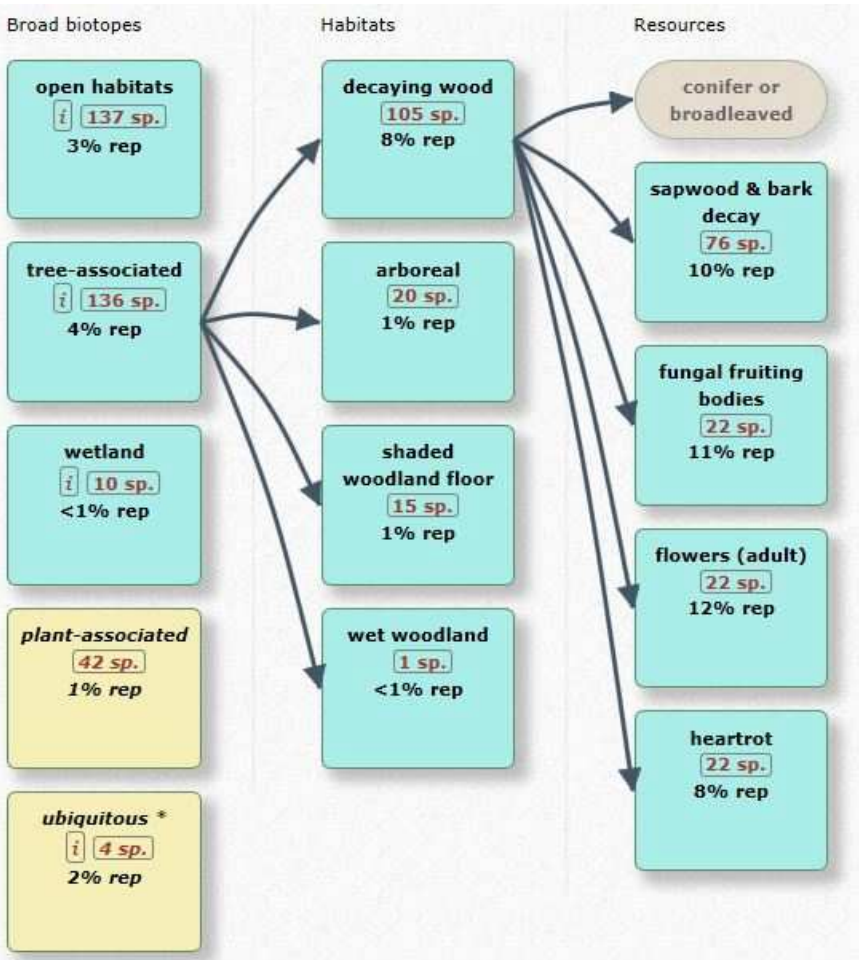 Broad biotopes
Habitats
Resources
open habitats
i 137 sp.
3% rep
tree-associated
i 136 sp.
4% rep
wetland
i 10 sp.
<1% rep
plant-associated
42 sp.
1% rep
ubiquitous *
i 4 sp.
2% rep
decaying wood
105 sp.
8% rep
arboreal
20 sp.
1% rep
shaded
woodland floor
15 sp.
1% rep
wet woodland
1 sp.
<1% rep
conifer or
broadleaved
sapwood & bark
decay
76 sp.
10% rep
fungal fruiting
bodies
22 sp.
11% rep
flowers (adult)
22 sp.
12% rep
heartrot
22 sp.
8% rep